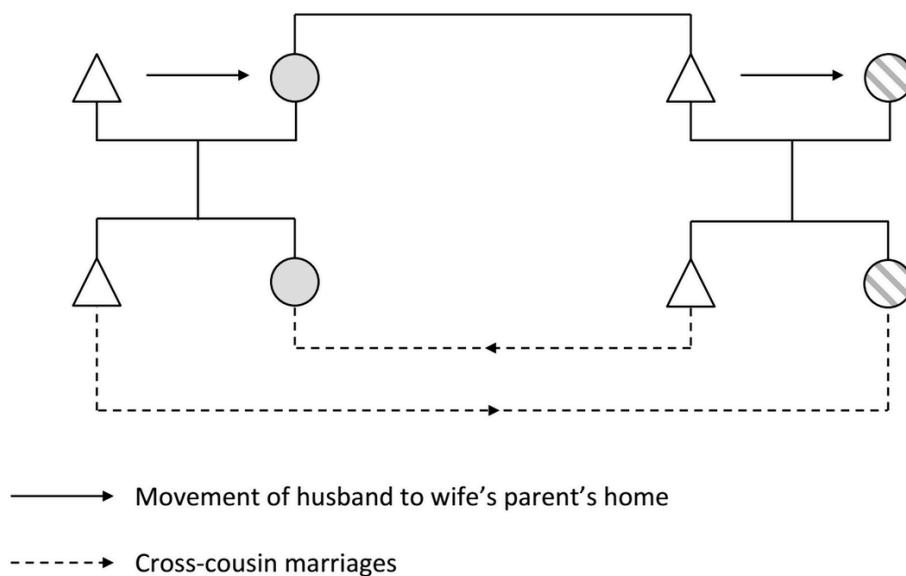 Movement of husband to wife's parent's home
Cross-cousin marriages